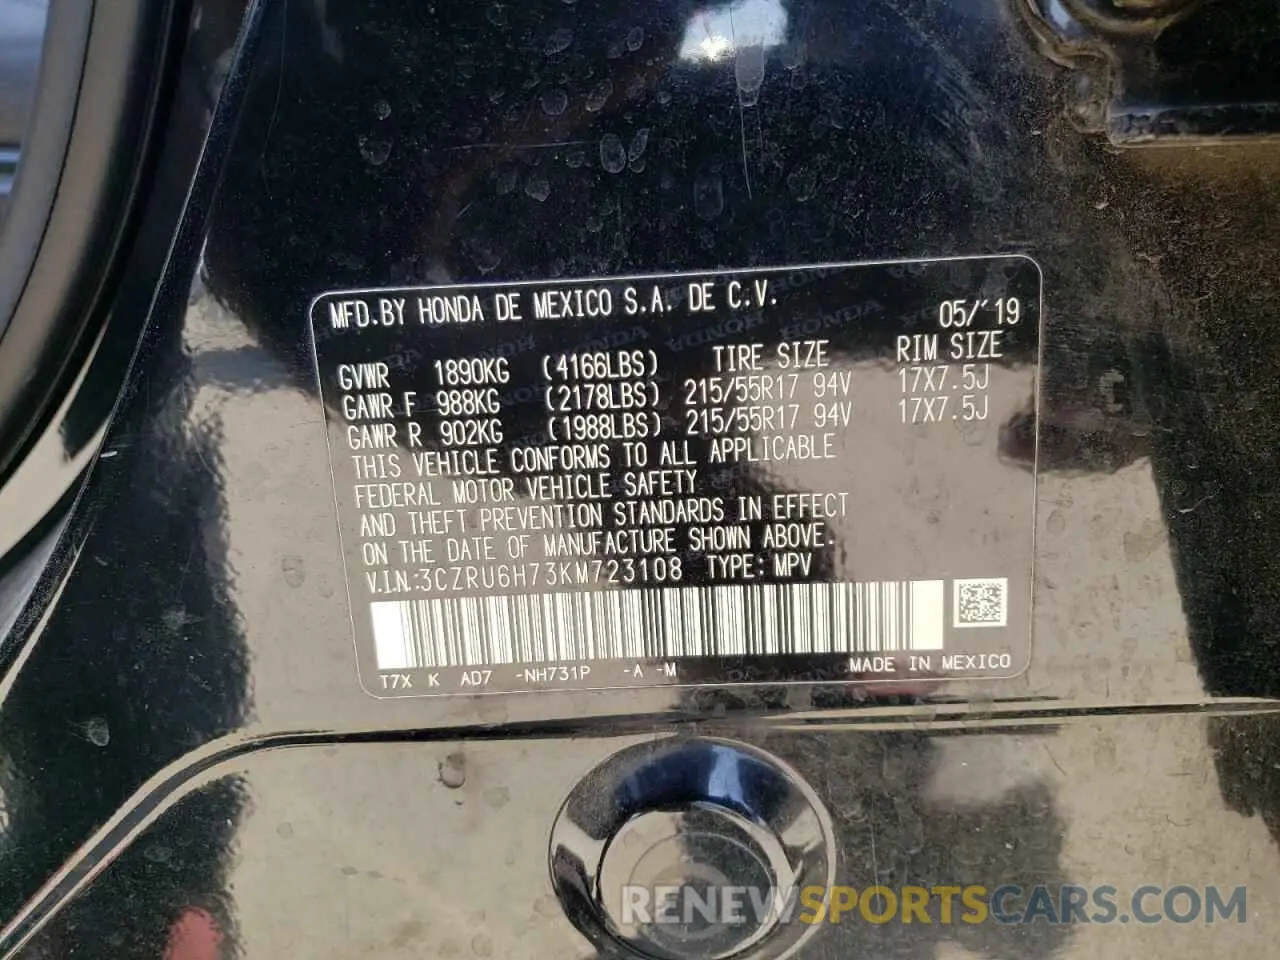 MFD.BY HONDA DE MEXICO S.A. DE C.V.
05/'19
GVWR 1890KG (4166LBS) TIRE SIZE RIM SIZE
GAWR F 988KG (2178LBS) 215/55R17 94V 17X7.5J
GAWR R 902KG (1988LBS) 215/55R17 94V 17X7.5J
THIS VEHICLE CONFORMS TO ALL APPLICABLE
FEDERAL MOTOR VEHICLE SAFETY
AND THEFT PREVENTION STANDARDS IN EFFECT
ON THE DATE OF MANUFACTURE SHOWN ABOVE.
V.I.N.:3CZRU6H73KM723108 TYPE: MPV
T7X K AD7 -NH731P -A -M MADE IN MEXICO
RENEWSPORTSCARS.COM